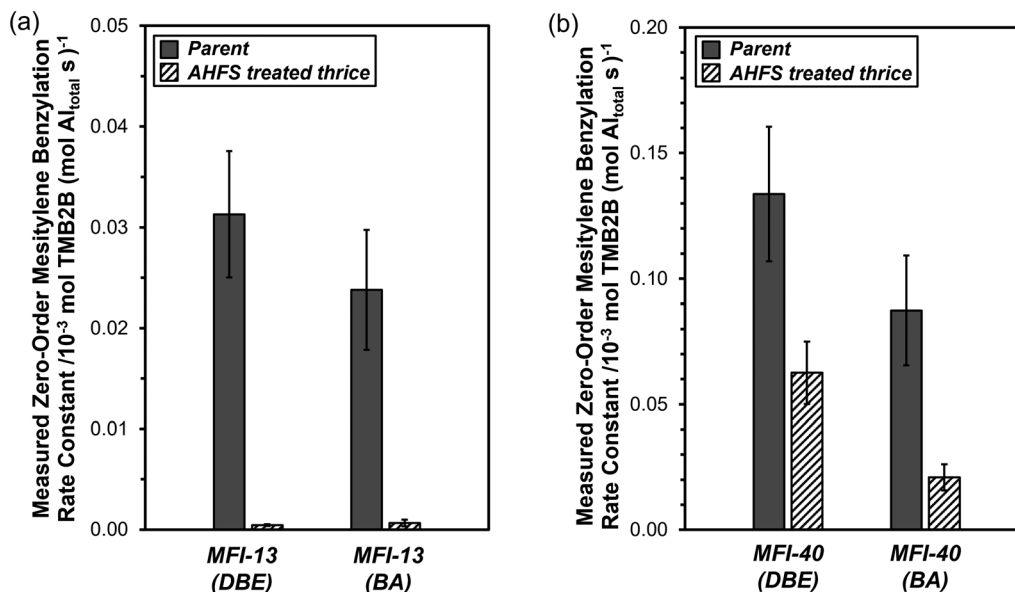 (a)
Measured Zero-Order Mesitylene Benzylation
Rate Constant /10⁻³ mol TMB2B (mol Al_total s)⁻¹
0.05
0.04
0.03
0.02
0.01
0.00
Parent
AHFS treated thrice
MFI-13
(DBE)
MFI-13
(BA)
(b)
Measured Zero-Order Mesitylene Benzylation
Rate Constant /10⁻³ mol TMB2B (mol Al_total s)⁻¹
0.20
0.15
0.10
0.05
0.00
Parent
AHFS treated thrice
MFI-40
(DBE)
MFI-40
(BA)